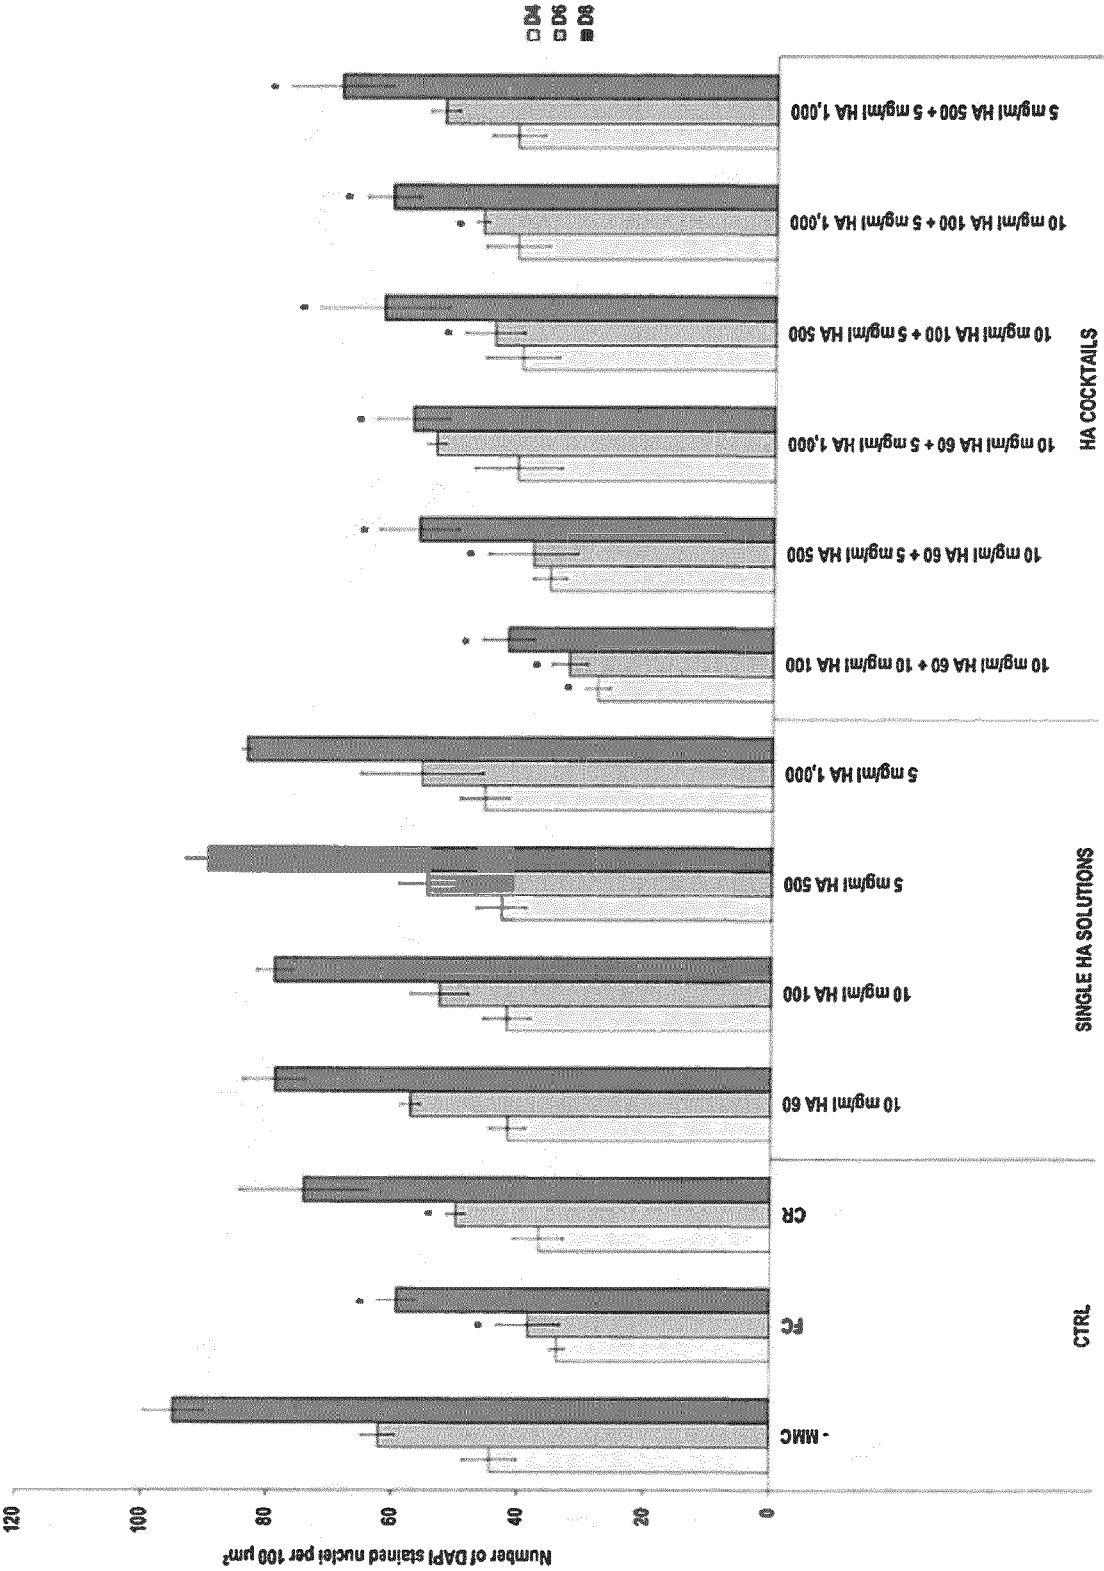 Number of DAPI stained nuclei per 100 µm²
120
100
80
60
40
20
0
D4
D6
D8
- MMC
FC
CR
10 mg/ml HA 60
10 mg/ml HA 100
5 mg/ml HA 500
5 mg/ml HA 1,000
10 mg/ml HA 60 + 10 mg/ml HA 100
10 mg/ml HA 60 + 5 mg/ml HA 500
10 mg/ml HA 60 + 5 mg/ml HA 1,000
10 mg/ml HA 100 + 5 mg/ml HA 500
10 mg/ml HA 100 + 5 mg/ml HA 1,000
5 mg/ml HA 500 + 5 mg/ml HA 1,000
CTRL
SINGLE HA SOLUTIONS
HA COCKTAILS